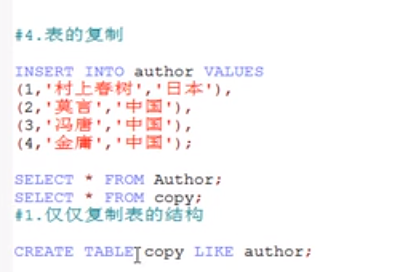 #4.表的复制
INSERT INTO author VALUES
(1,'村上春树','日本'),
(2,'莫言','中国'),
(3,'冯唐','中国'),
(4,'金庸','中国');
SELECT * FROM Author;
SELECT * FROM copy;
#1.仅仅复制表的结构
CREATE TABLE copy LIKE author;